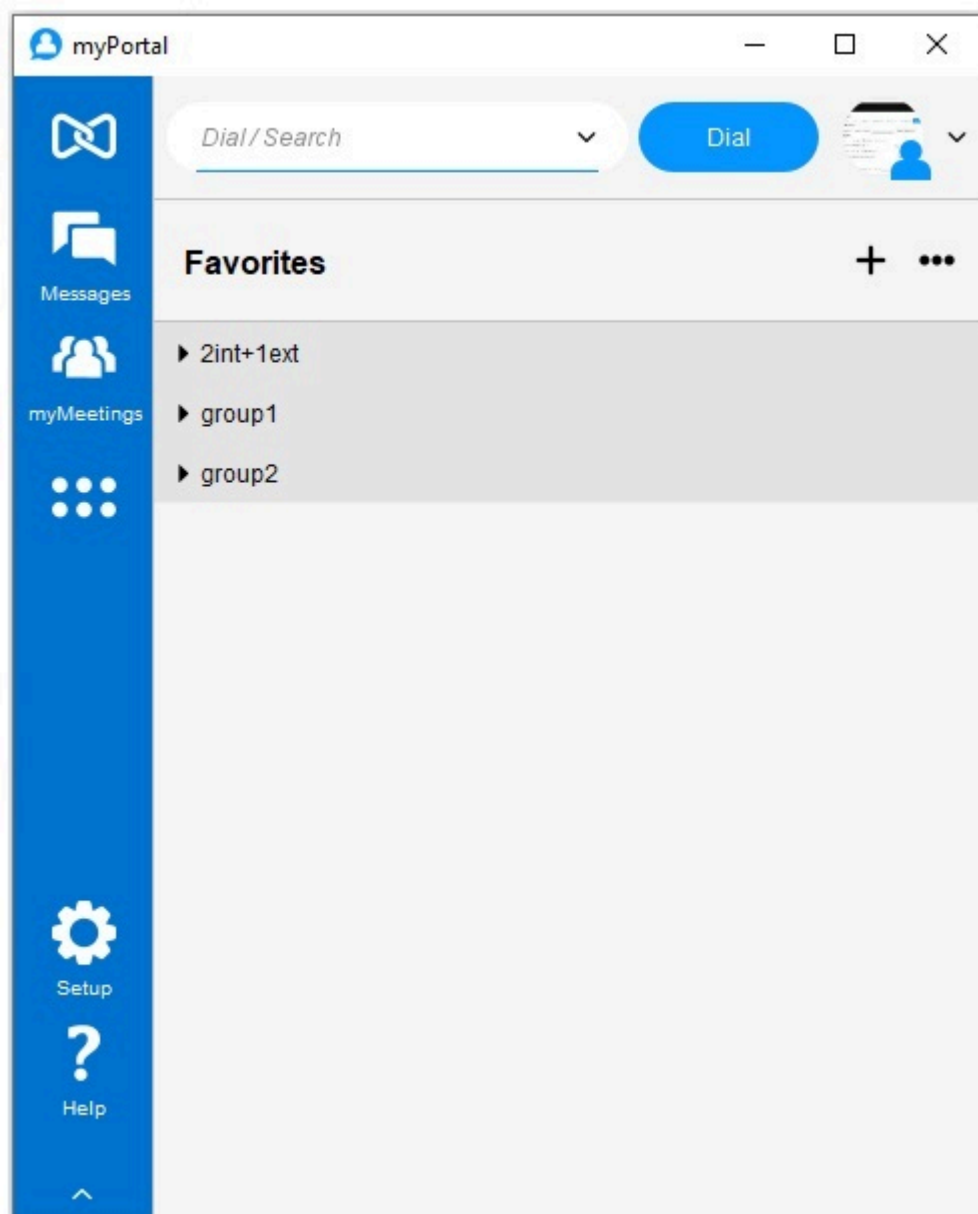 myPortal
Dial / Search
Dial
Favorites
Messages
2int+1ext
myMeetings
group1
group2
Setup
Help